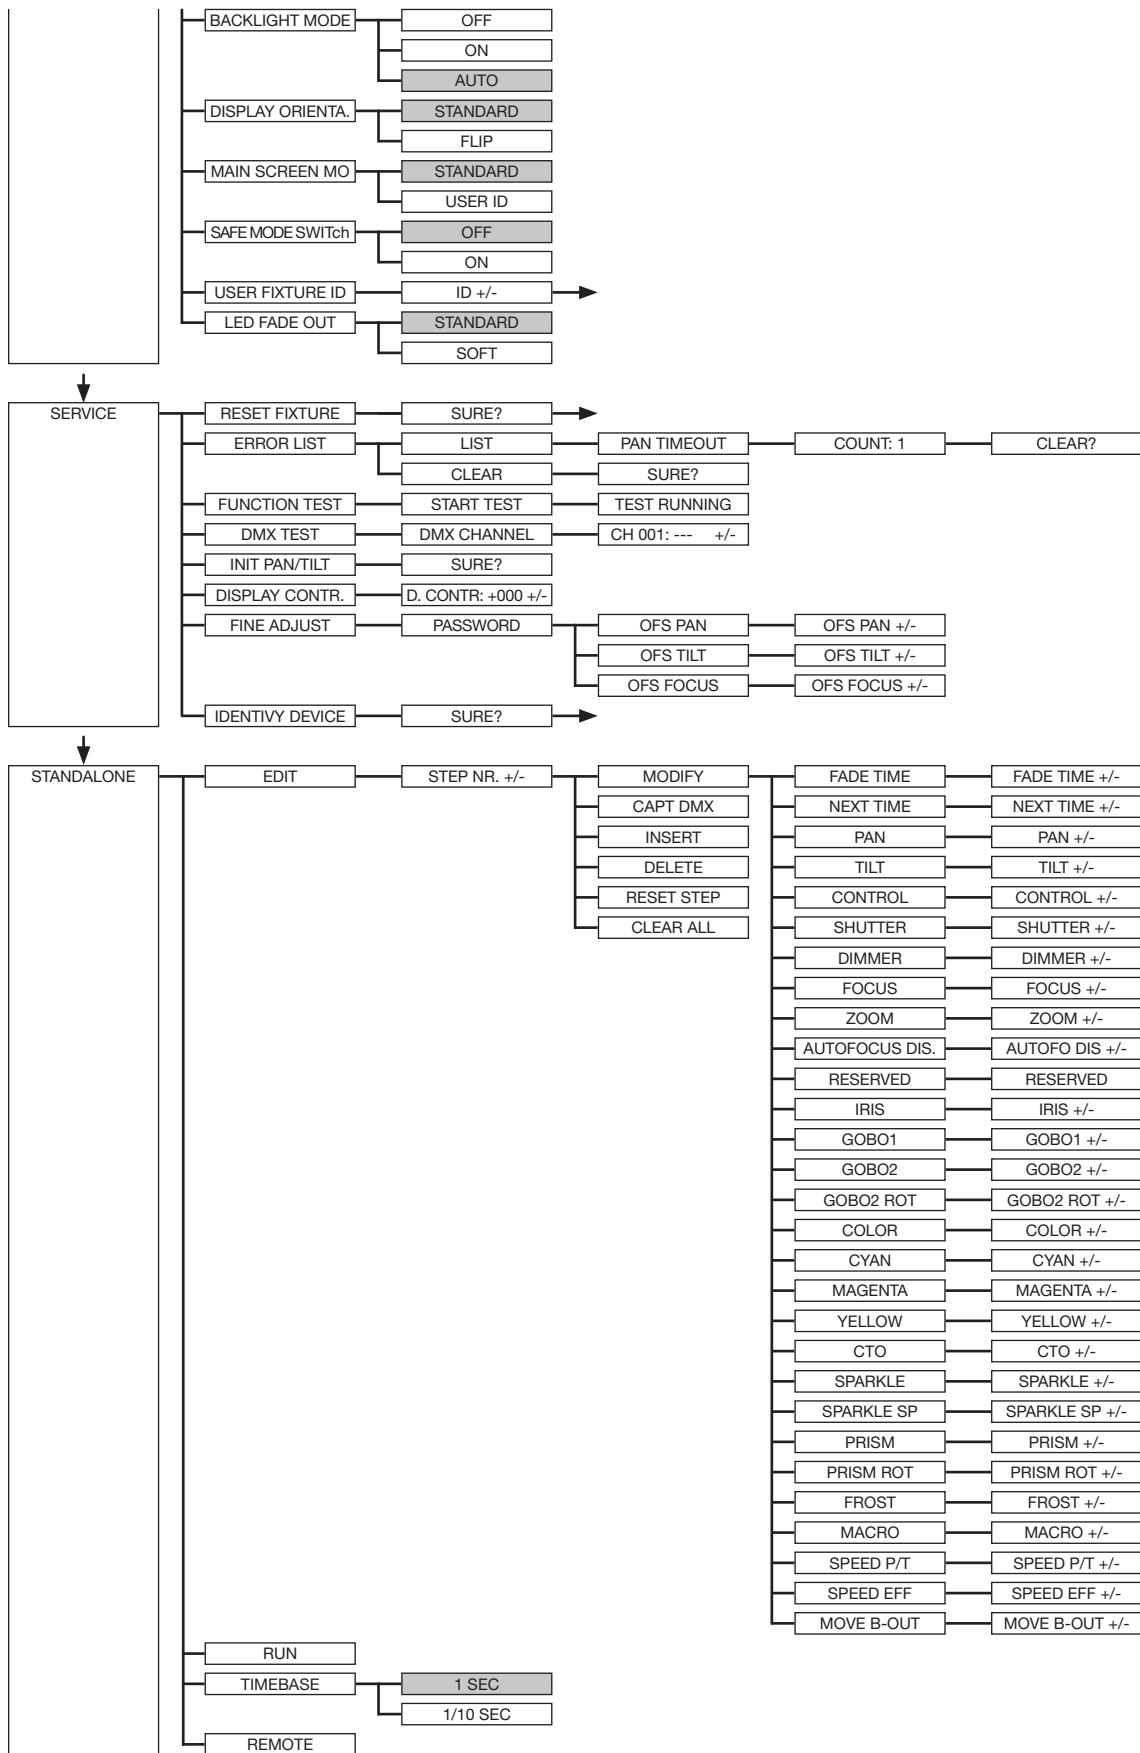 BACKLIGHT MODE OFF
ON
AUTO
DISPLAY ORIENTA. STANDARD
FLIP
MAIN SCREEN MO STANDARD
USER ID
SAFE MODE SWITch OFF
ON
USER FIXTURE ID ID +/-
LED FADE OUT STANDARD
SOFT
SERVICE RESET FIXTURE SURE?
ERROR LIST LIST PAN TIMEOUT COUNT: 1 CLEAR?
CLEAR SURE?
FUNCTION TEST START TEST TEST RUNNING
DMX TEST DMX CHANNEL CH 001: --- +/-
INIT PAN/TILT SURE?
DISPLAY CONTR. D. CONTR: +000 +/-
FINE ADJUST PASSWORD OFS PAN OFS PAN +/-
OFS TILT OFS TILT +/-
OFS FOCUS OFS FOCUS +/-
IDENTIVY DEVICE SURE?
STANDALONE EDIT STEP NR. +/- MODIFY FADE TIME FADE TIME +/-
CAPT DMX NEXT TIME NEXT TIME +/-
INSERT PAN PAN +/-
DELETE TILT TILT +/-
RESET STEP CONTROL CONTROL +/-
CLEAR ALL SHUTTER SHUTTER +/-
DIMMER DIMMER +/-
FOCUS FOCUS +/-
ZOOM ZOOM +/-
AUTOFOCUS DIS. AUTOFO DIS +/-
RESERVED RESERVED
IRIS IRIS +/-
GOBO1 GOBO1 +/-
GOBO2 GOBO2 +/-
GOBO2 ROT GOBO2 ROT +/-
COLOR COLOR +/-
CYAN CYAN +/-
MAGENTA MAGENTA +/-
YELLOW YELLOW +/-
CTO CTO +/-
SPARKLE SPARKLE +/-
SPARKLE SP SPARKLE SP +/-
PRISM PRISM +/-
PRISM ROT PRISM ROT +/-
FROST FROST +/-
MACRO MACRO +/-
SPEED P/T SPEED P/T +/-
SPEED EFF SPEED EFF +/-
MOVE B-OUT MOVE B-OUT +/-
RUN
TIMEBASE 1 SEC
1/10 SEC
REMOTE